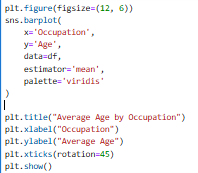 plt.figure(figsize=(12, 6))
sns.barplot(
    x='Occupation',
    y='Age',
    data=df,
    estimator='mean',
    palette='viridis'
)
plt.title("Average Age by Occupation")
plt.xlabel("Occupation")
plt.ylabel("Average Age")
plt.xticks(rotation=45)
plt.show()